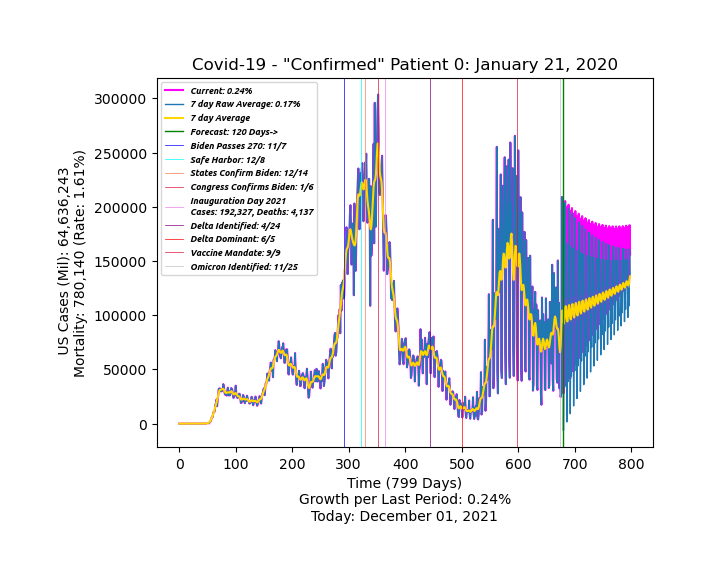 Covid-19 - "Confirmed" Patient 0: January 21, 2020
Current: 0.24%
7 day Raw Average: 0.17%
7 day Average
Forecast: 120 Days->
Biden Passes 270: 11/7
Safe Harbor: 12/8
States Confirm Biden: 12/14
Congress Confirms Biden: 1/6
Inauguration Day 2021
Cases: 192,327, Deaths: 4,137
Delta Identified: 4/24
Delta Dominant: 6/5
Vaccine Mandate: 9/9
Omicron Identified: 11/25
US Cases (Mil): 64,636,243
Mortality: 780,140 (Rate: 1.61%)
300000
250000
200000
150000
100000
50000
0
0 100 200 300 400 500 600 700 800
Time (799 Days)
Growth per Last Period: 0.24%
Today: December 01, 2021